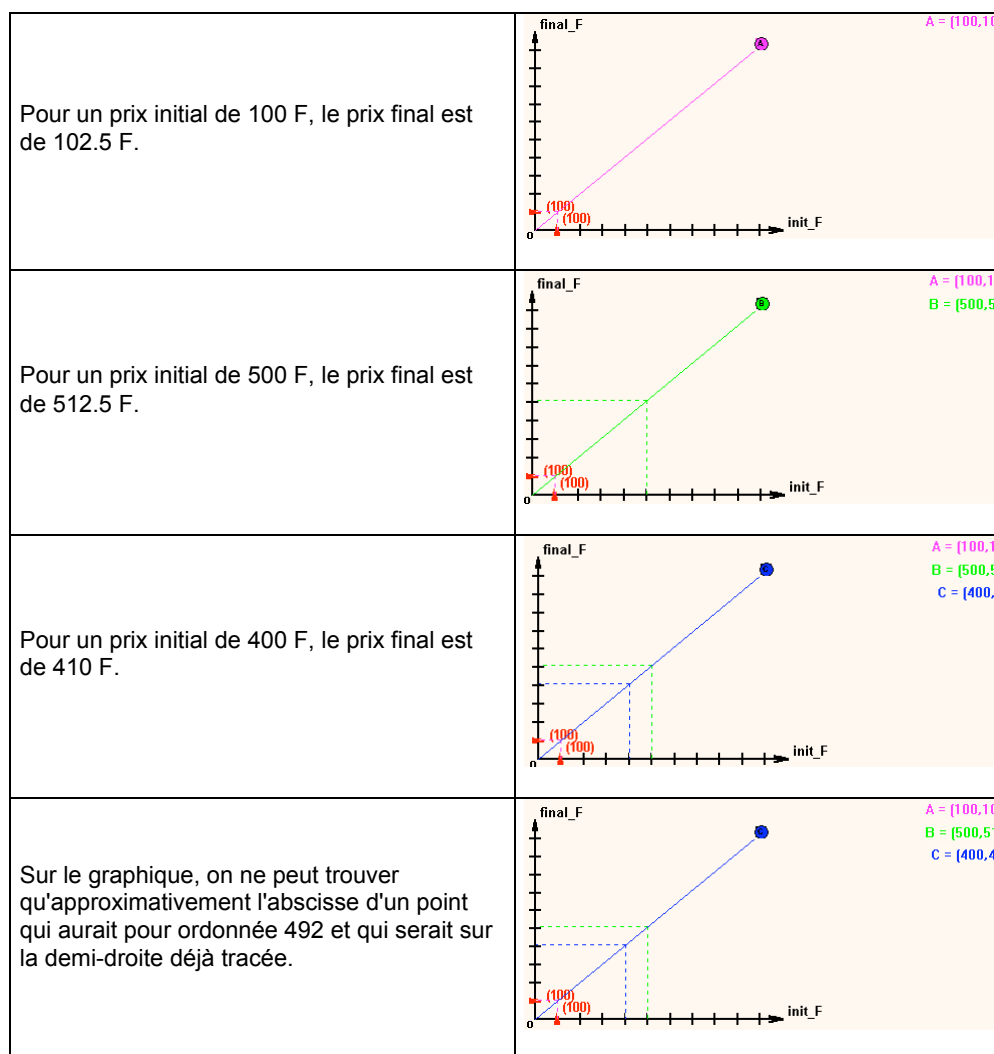 Pour un prix initial de 100 F, le prix final est
de 102.5 F.
final_F
A = (100,10
(100)
(100)
0
init_F
A
Pour un prix initial de 500 F, le prix final est
de 512.5 F.
final_F
A = (100,1
B = (500,5
(100)
(100)
0
init_F
B
Pour un prix initial de 400 F, le prix final est
de 410 F.
final_F
A = (100,1
B = (500,5
C = (400,
(100)
(100)
0
init_F
C
Sur le graphique, on ne peut trouver
qu'approximativement l'abscisse d'un point
qui aurait pour ordonnée 492 et qui serait sur
la demi-droite déjà tracée.
final_F
A = (100,10
B = (500,51
C = (400,4
(100)
(100)
0
init_F
C